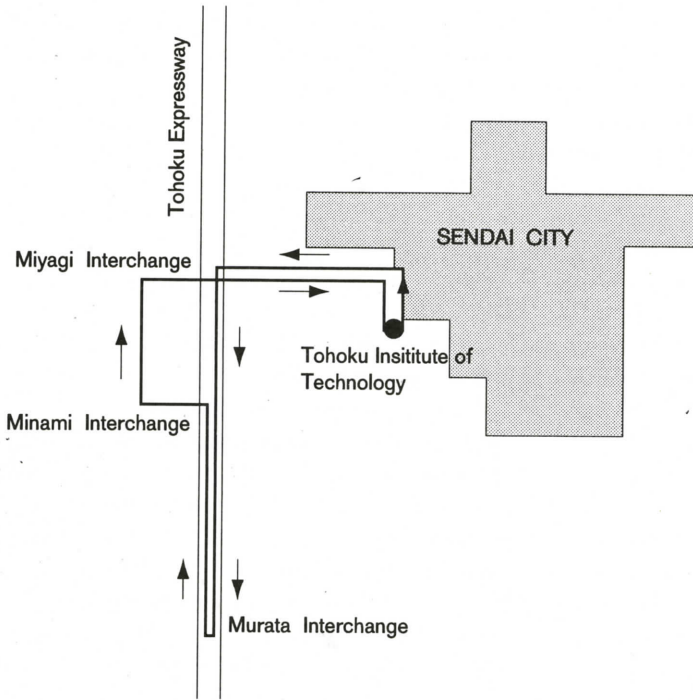 Tohoku Expressway
SENDAI CITY
Miyagi Interchange
Tohoku Insititute of
Technology
Minami Interchange
Murata Interchange